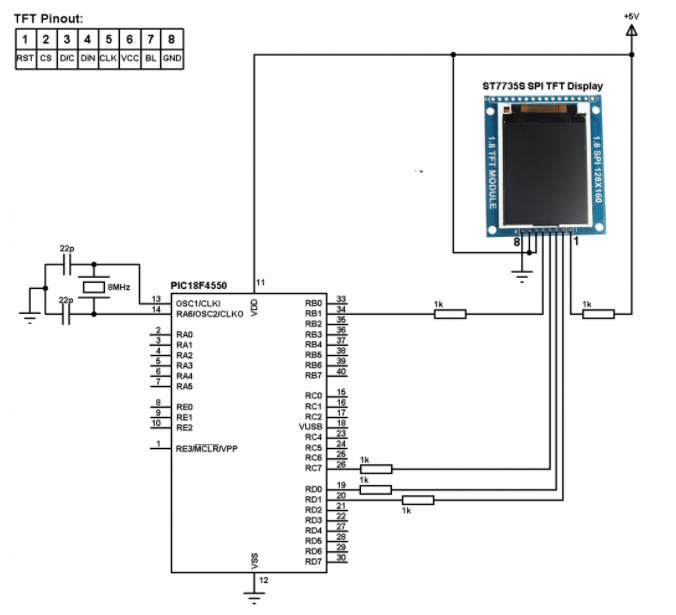 TFT Pinout:
1 2 3 4 5 6 7 8
RST CS D/C DIN CLK VCC BL GND
+5V
ST7735S SPI TFT Display
1.8 TFT MODULE
1.8 SPI 128X160
8 1
22p
8MHz
22p
PIC18F4550
11
VDD
13 OSC1/CLKI
14 RA6/OSC2/CLKO
2 RA0
3 RA1
4 RA2
5 RA3
6 RA4
7 RA5
8 RE0
9 RE1
10 RE2
1 RE3/MCLR/VPP
RB0 33
RB1 34
RB2 35
RB3 36
RB4 37
RB5 38
RB6 39
RB7 40
RC0 15
RC1 16
RC2 17
VUSB 18
RC4 23
RC5 24
RC6 25
RC7 26
RD0 19
RD1 20
RD2 21
RD3 22
RD4 27
RD5 28
RD6 29
RD7 30
VSS
12
1k
1k
1k
1k
1k